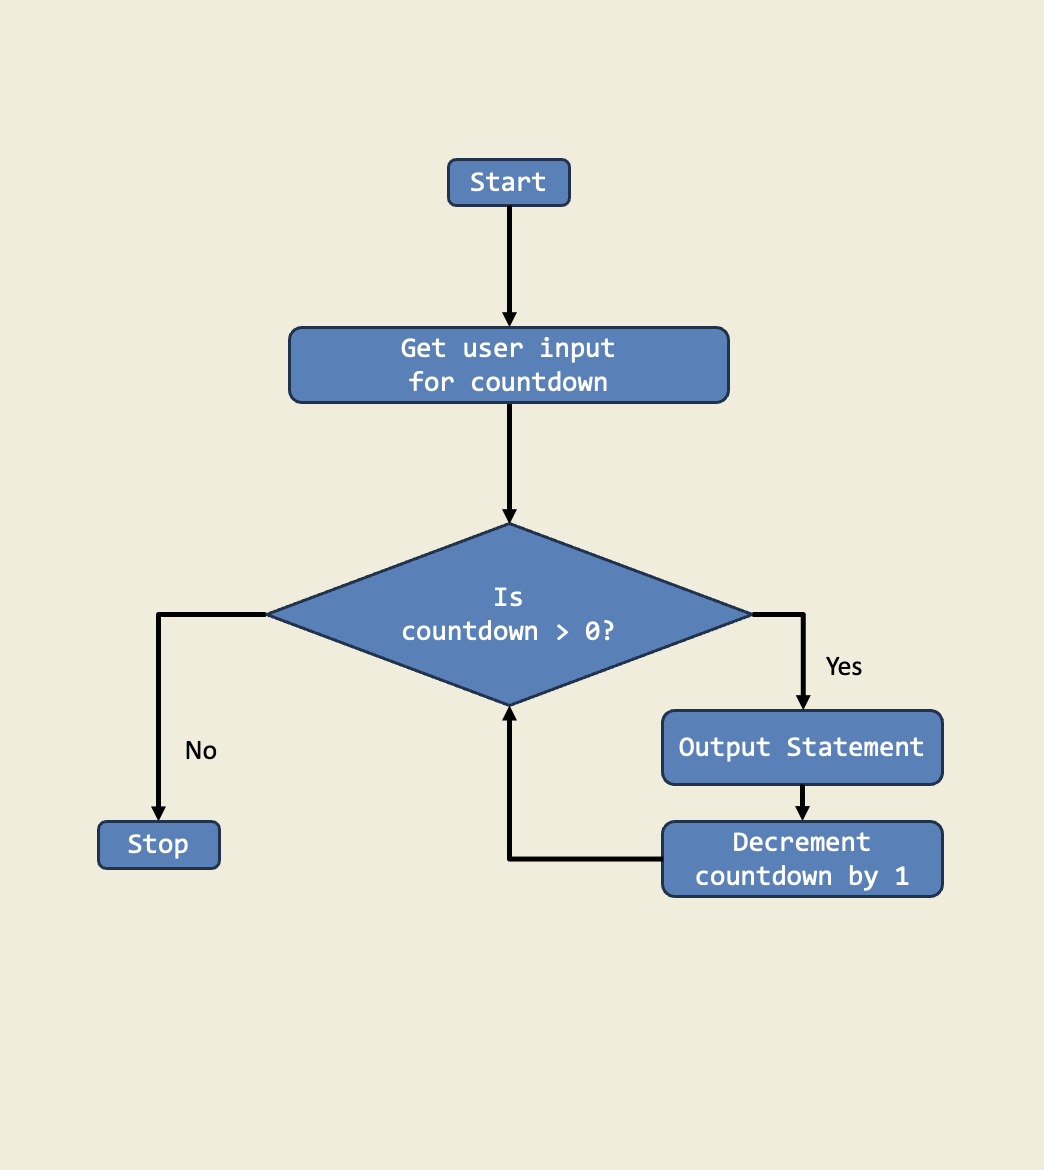 Start
Get user input
for countdown
Is
countdown > 0?
Yes
No
Output Statement
Stop
Decrement
countdown by 1